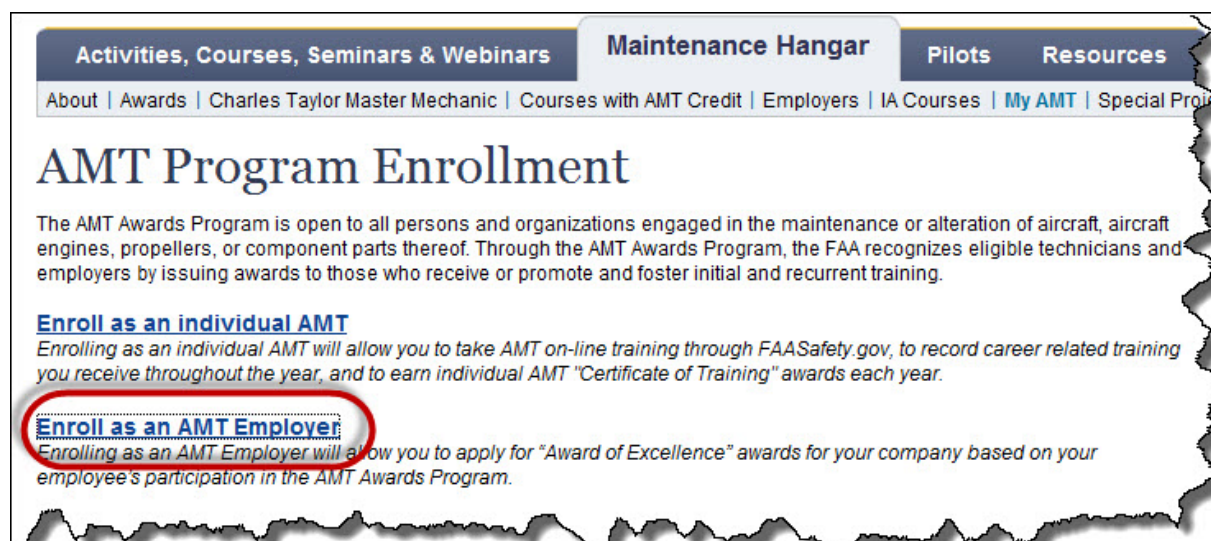 Activities, Courses, Seminars & Webinars Maintenance Hangar Pilots Resources
About | Awards | Charles Taylor Master Mechanic | Courses with AMT Credit | Employers | IA Courses | My AMT | Special
AMT Program Enrollment
The AMT Awards Program is open to all persons and organizations engaged in the maintenance or alteration of aircraft, aircraft
engines, propellers, or component parts thereof. Through the AMT Awards Program, the FAA recognizes eligible technicians and
employers by issuing awards to those who receive or promote and foster initial and recurrent training.
Enroll as an individual AMT
Enrolling as an individual AMT will allow you to take AMT on-line training through FAASafety.gov, to record career related training
you receive throughout the year, and to earn individual AMT "Certificate of Training" awards each year.
Enroll as an AMT Employer
Enrolling as an AMT Employer will allow you to apply for “Award of Excellence” awards for your company based on your
employee's participation in the AMT Awards Program.